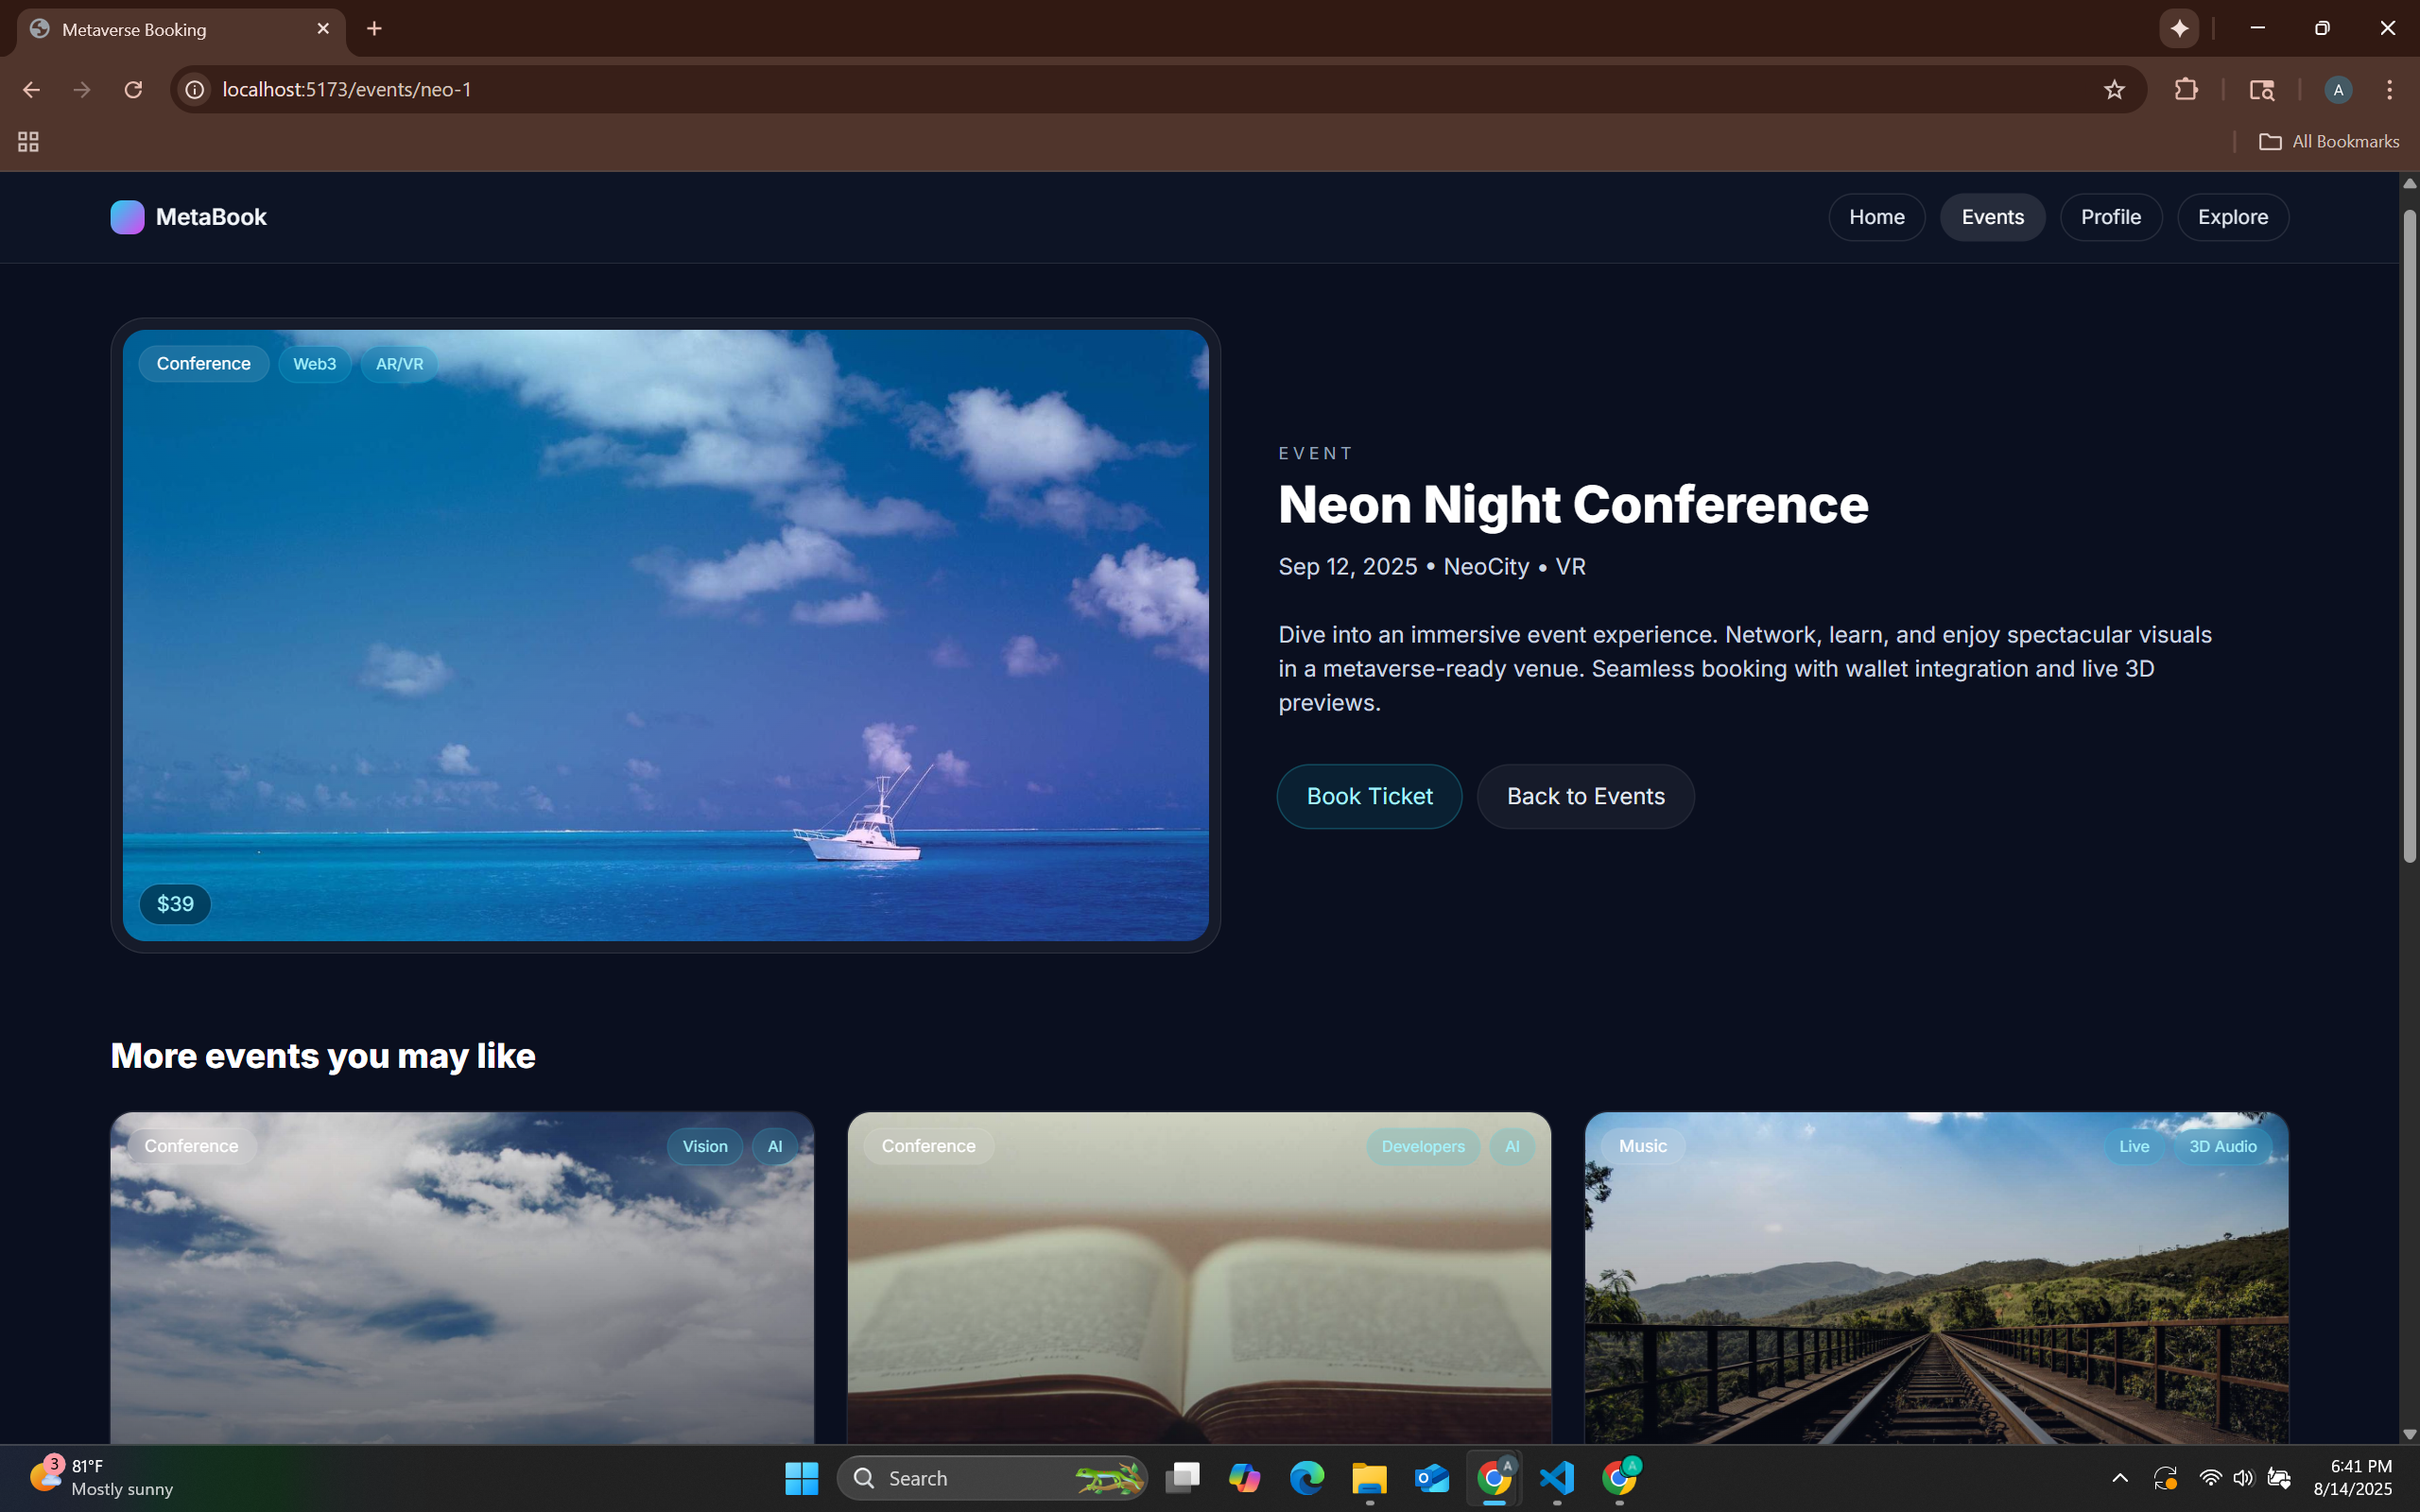 Metaverse Booking
localhost:5173/events/neo-1
A
All Bookmarks
MetaBook
Home
Events
Profile
Explore
Conference
Web3
AR/VR
$39
EVENT
Neon Night Conference
Sep 12, 2025 • NeoCity • VR
Dive into an immersive event experience. Network, learn, and enjoy spectacular visuals
in a metaverse-ready venue. Seamless booking with wallet integration and live 3D
previews.
Book Ticket
Back to Events
More events you may like
Conference
Vision
AI
Conference
Developers
AI
Music
Live
3D Audio
3
81°F
Mostly sunny
Search
A
A
6:41 PM
8/14/2025